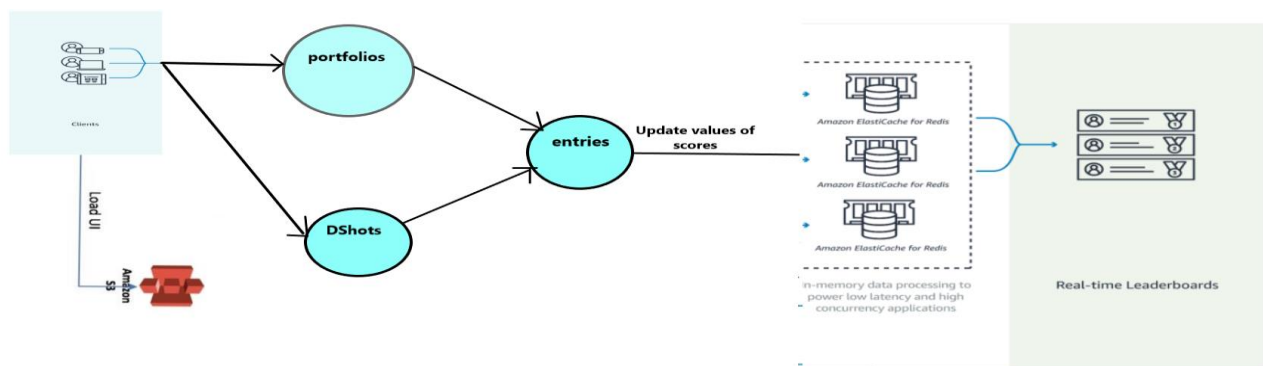 Clients
Load UI
Amazon
S3
portfolios
DShots
entries
Update values of
scores
Amazon ElastiCache for Redis
Amazon ElastiCache for Redis
Amazon ElastiCache for Redis
n-memory data processing to
power low latency and high
concurrency applications
Real-time Leaderboards